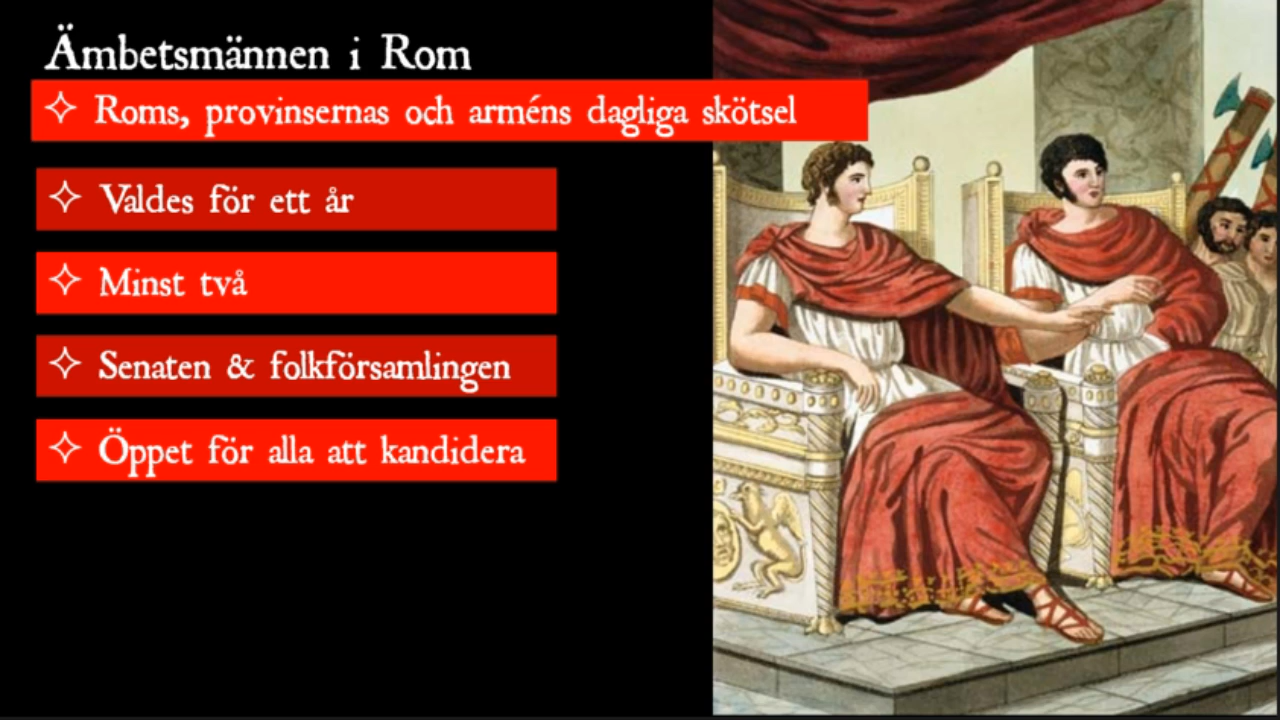 Ämbetsmännen i Rom
✧ Roms, provinsernas och arméns dagliga skötsel
✧ Valdes för ett år
✧ Minst två
✧ Senaten & folkförsamlingen
✧ Öppet för alla att kandidera